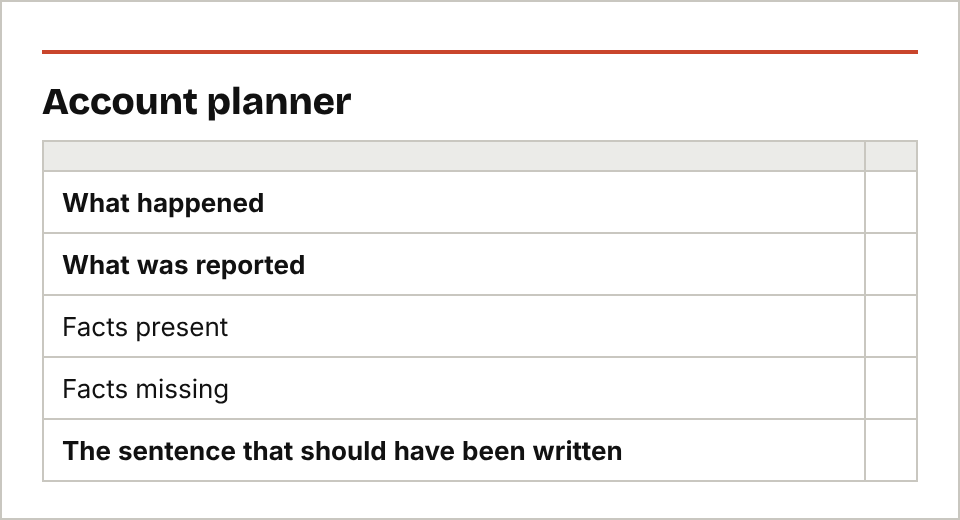 Account planner
What happened
What was reported
Facts present
Facts missing
The sentence that should have been written